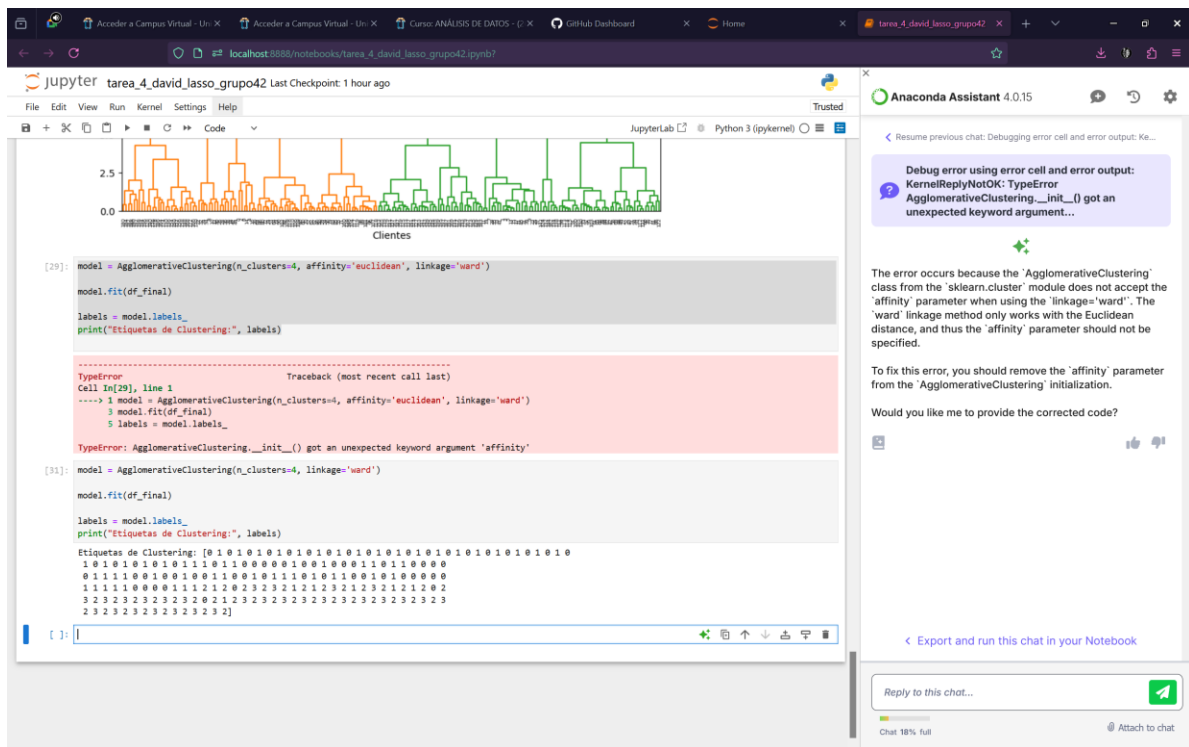 Acceder a Campus Virtual - Uni
Acceder a Campus Virtual - Uni
Curso: ANÁLISIS DE DATOS - (2
GitHub Dashboard
Home
tarea_4_david_lasso_grupo42
localhost:8888/notebooks/tarea_4_david_lasso_grupo42.ipynb?
jupyter tarea_4_david_lasso_grupo42 Last Checkpoint: 1 hour ago
File Edit View Run Kernel Settings Help Trusted
Code JupyterLab Python 3 (ipykernel)
2.5
0.0
Clientes
[29]: model = AgglomerativeClustering(n_clusters=4, affinity='euclidean', linkage='ward')
model.fit(df_final)
labels = model.labels_
print("Etiquetas de Clustering:", labels)
---------------------------------------------------------------------------
TypeError Traceback (most recent call last)
Cell In[29], line 1
----> 1 model = AgglomerativeClustering(n_clusters=4, affinity='euclidean', linkage='ward')
3 model.fit(df_final)
5 labels = model.labels_
TypeError: AgglomerativeClustering.__init__() got an unexpected keyword argument 'affinity'
[31]: model = AgglomerativeClustering(n_clusters=4, linkage='ward')
model.fit(df_final)
labels = model.labels_
print("Etiquetas de Clustering:", labels)
Etiquetas de Clustering: [0 1 0 1 0 1 0 1 0 1 0 1 0 1 0 1 0 1 0 1 0 1 0 1 0 1 0 1 0 1 0 1 0 1 0
1 0 1 0 1 0 1 0 1 0 1 1 1 0 1 1 0 0 0 0 0 1 0 0 1 0 0 0 1 1 0 1 1 0 0 0 0
0 1 1 1 1 0 0 1 0 0 1 0 0 1 1 0 0 1 0 1 1 1 0 1 0 1 1 0 0 1 0 1 0 0 0 0 0
1 1 1 1 1 0 0 0 0 1 1 1 2 1 2 0 2 3 2 3 2 1 2 1 2 3 2 1 2 3 2 1 2 1 2 0 2
3 2 3 2 3 2 3 2 3 2 3 2 0 2 1 2 3 2 3 2 3 2 3 2 3 2 3 2 3 2 3 2 3 2 3 2 3
2 3 2 3 2 3 2 3 2 3 2 3 2 3 2]
[ ]:
Anaconda Assistant 4.0.15
Resume previous chat: Debugging error cell and error output: Ke...
Debug error using error cell and error output:
KernelReplyNotOK: TypeError
AgglomerativeClustering.__init__() got an
unexpected keyword argument...
The error occurs because the `AgglomerativeClustering`
class from the `sklearn.cluster` module does not accept the
`affinity` parameter when using the `linkage='ward'`. The
`ward` linkage method only works with the Euclidean
distance, and thus the `affinity` parameter should not be
specified.
To fix this error, you should remove the `affinity` parameter
from the `AgglomerativeClustering` initialization.
Would you like me to provide the corrected code?
Export and run this chat in your Notebook
Reply to this chat...
Chat 18% full
Attach to chat